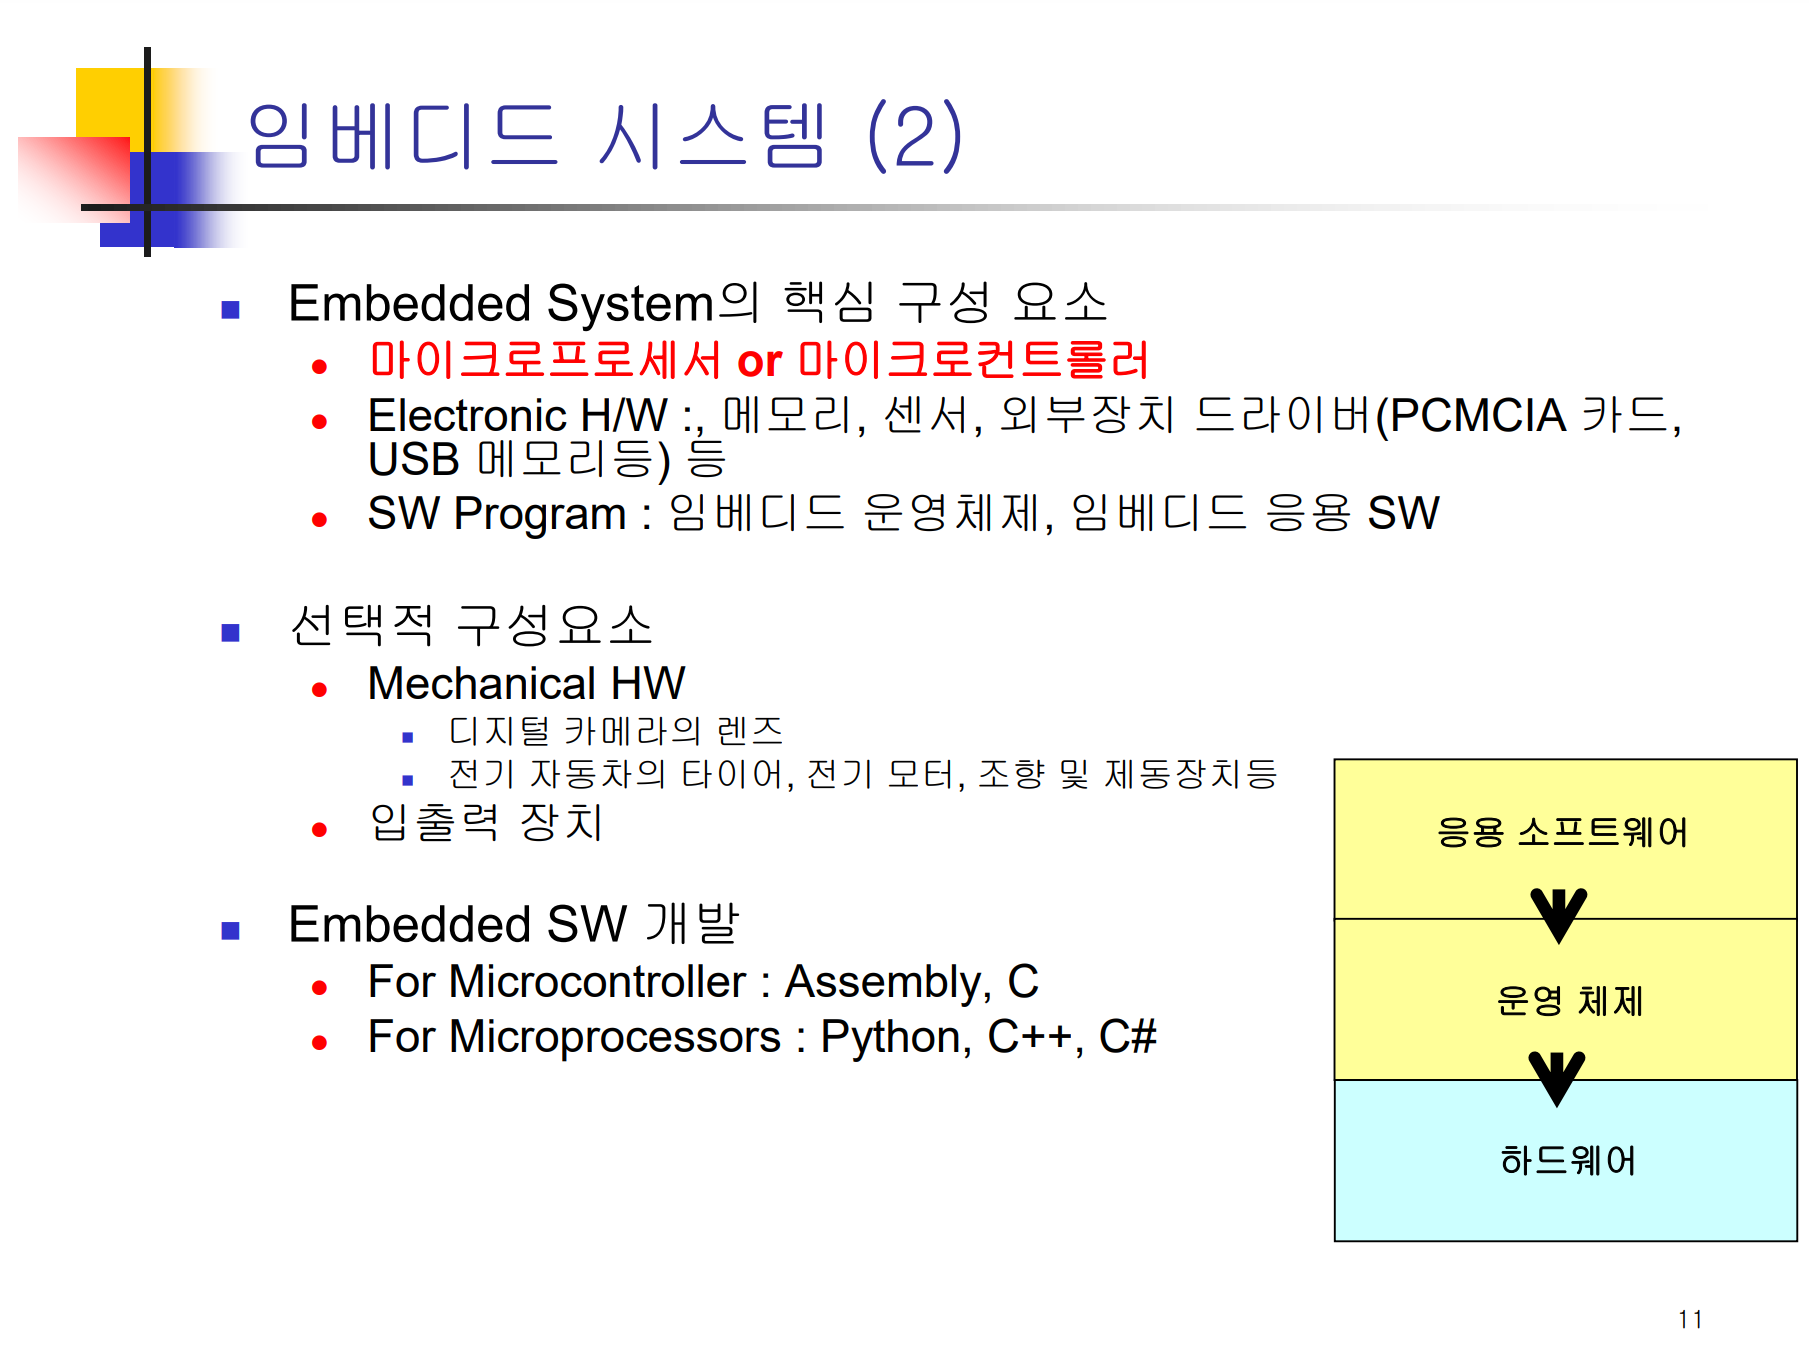 임베디드 시스템 (2)
Embedded System의 핵심 구성 요소
마이크로프로세서 or 마이크로컨트롤러
Electronic H/W :, 메모리, 센서, 외부장치 드라이버(PCMCIA 카드,
USB 메모리등) 등
SW Program : 임베디드 운영체제, 임베디드 응용 SW
선택적 구성요소
Mechanical HW
디지털 카메라의 렌즈
전기 자동차의 타이어, 전기 모터, 조향 및 제동장치등
입출력 장치
Embedded SW 개발
For Microcontroller : Assembly, C
For Microprocessors : Python, C++, C#
응용 소프트웨어
운영 체제
하드웨어
11